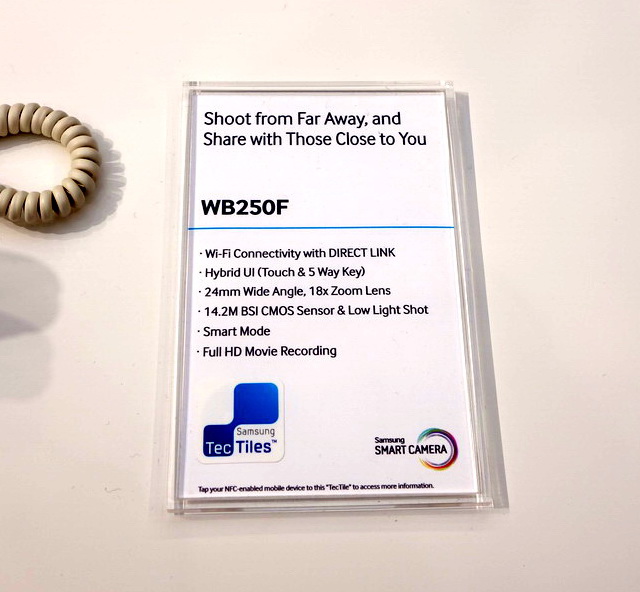 Shoot from Far Away, and
Share with Those Close to You
WB250F
· Wi-Fi Connectivity with DIRECT LINK
· Hybrid UI (Touch & 5 Way Key)
· 24mm Wide Angle, 18x Zoom Lens
· 14.2M BSI CMOS Sensor & Low Light Shot
· Smart Mode
· Full HD Movie Recording
Samsung
TecTiles™
Samsung
SMART CAMERA
Tap your NFC-enabled mobile device to this "TecTile" to access more information.